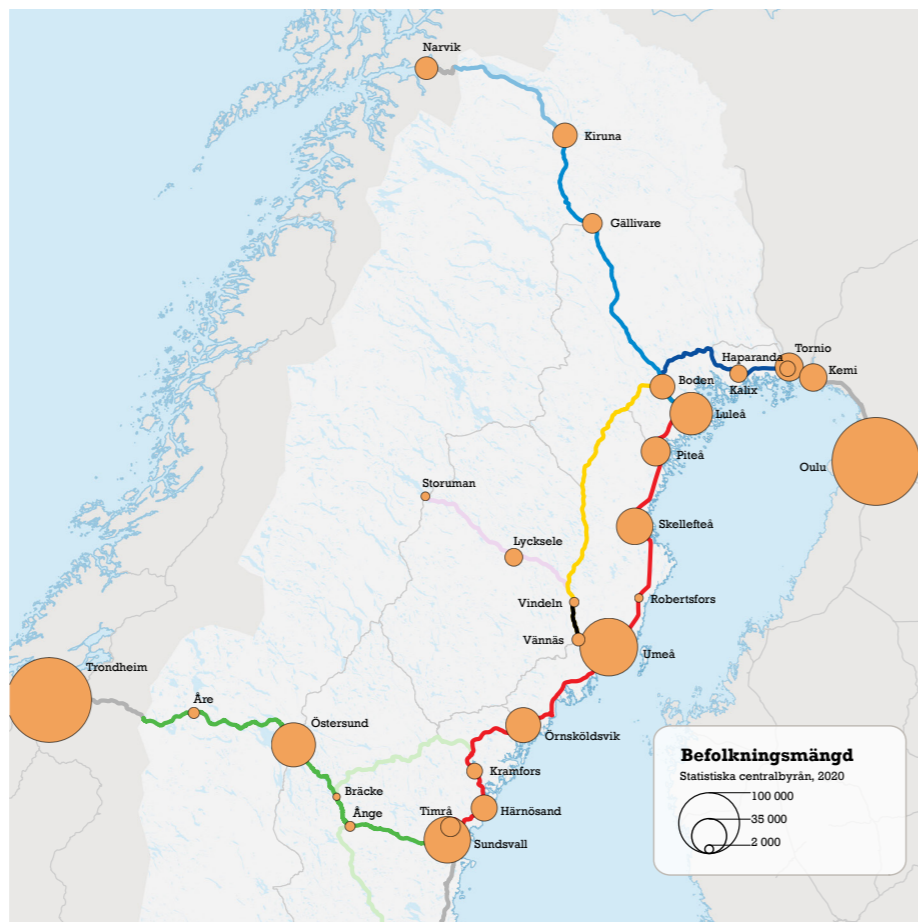 Narvik
Kiruna
Gällivare
Haparanda
Tornio
Kemi
Boden
Kalix
Luleå
Piteå
Oulu
Storuman
Skellefteå
Lycksele
Vindeln
Robertsfors
Vännäs
Umeå
Trondheim
Åre
Östersund
Örnsköldsvik
Kramfors
Bräcke
Timrå
Härnösand
Ånge
Sundsvall
Befolkningsmängd
Statistiska centralbyrån, 2020
100 000
35 000
2 000